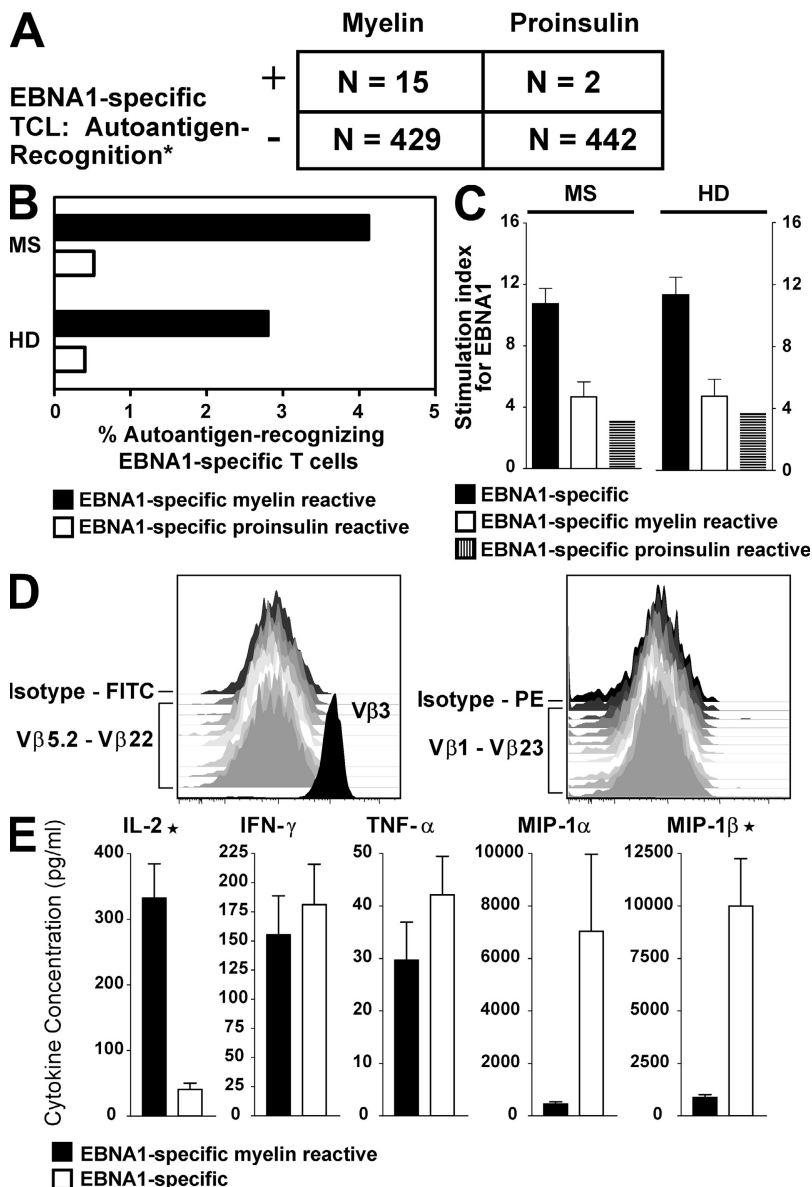 A
Myelin Proinsulin
EBNA1-specific
TCL: Autoantigen-
Recognition*
+ N = 15 N = 2
- N = 429 N = 442
B
MS
HD
0 1 2 3 4 5
% Autoantigen-recognizing
EBNA1-specific T cells
EBNA1-specific myelin reactive
EBNA1-specific proinsulin reactive
C
MS HD
Stimulation index
for EBNA1
16 16
12 12
8 8
4 4
0 0
EBNA1-specific
EBNA1-specific myelin reactive
EBNA1-specific proinsulin reactive
D
Isotype - FITC
Vβ5.2 - Vβ22
Vβ3
Isotype - PE
Vβ1 - Vβ23
E
IL-2 ★ IFN-γ TNF-α MIP-1α MIP-1β ★
Cytokine Concentration (pg/ml)
400
300
200
100
0
225
200
175
150
125
100
75
50
25
0
50
40
30
20
10
0
10000
8000
6000
4000
2000
0
12500
10000
7500
5000
2500
0
EBNA1-specific myelin reactive
EBNA1-specific